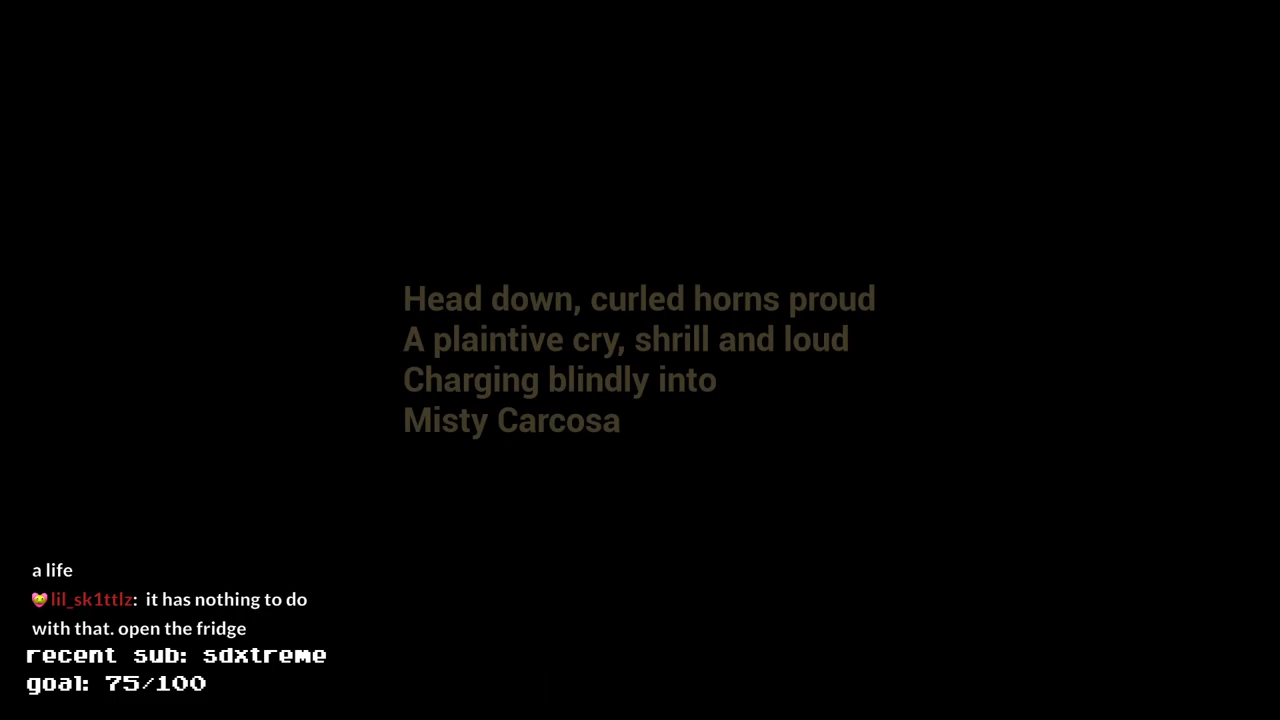 Head down, curled horns proud
A plaintive cry, shrill and loud
Charging blindly into
Misty Carcosa
a life
lil_sk1ttlz: it has nothing to do
with that. open the fridge
recent sub: sdxtreme
goal: 75/100